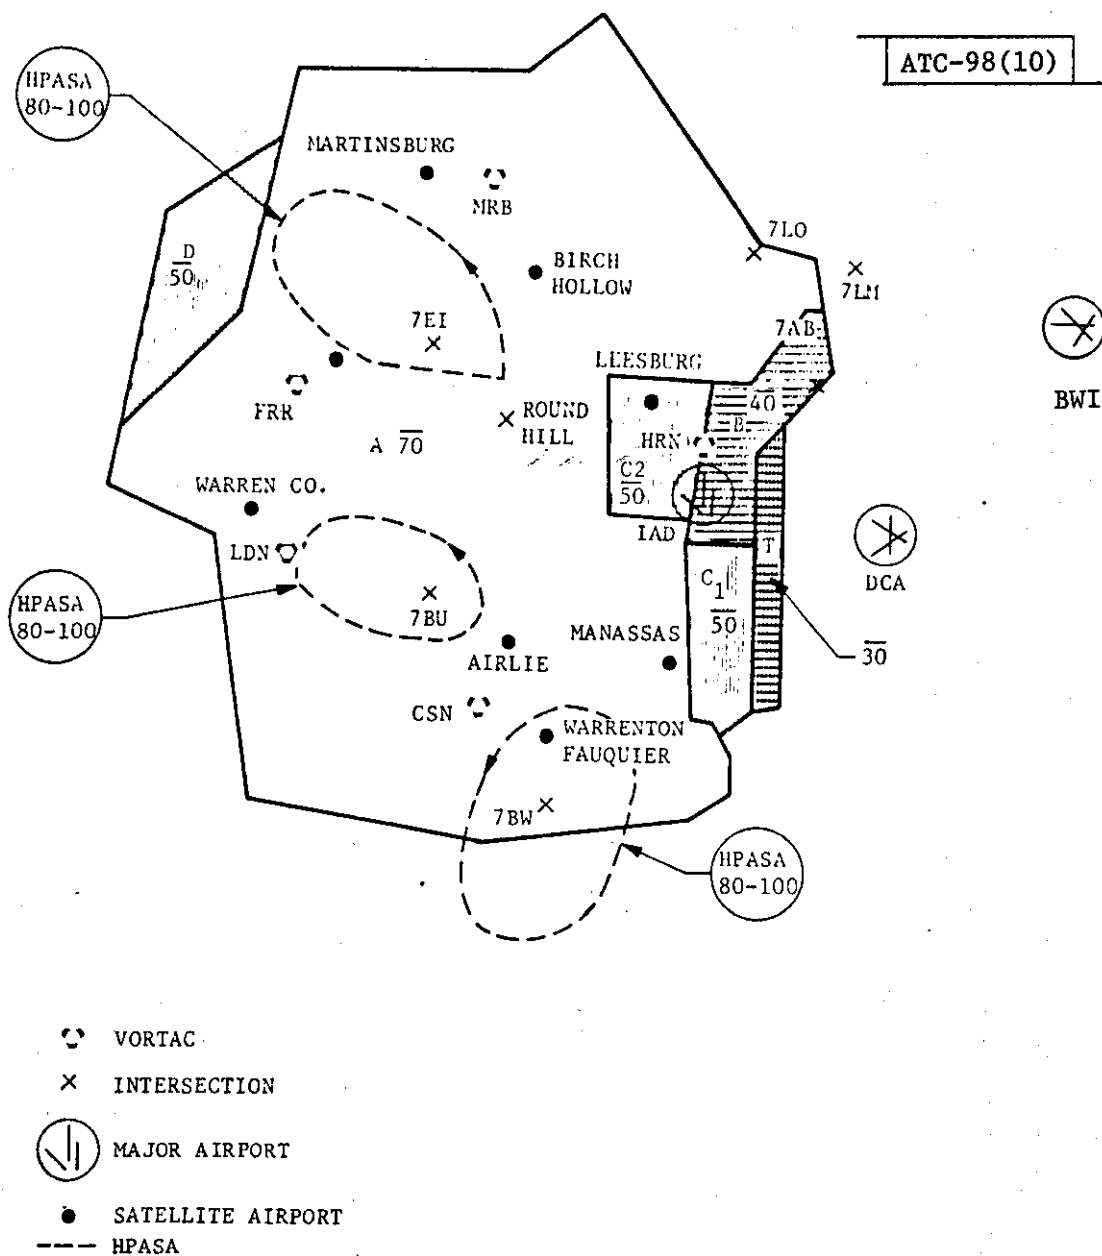 ATC-98(10)
HPASA
80-100
MARTINSBURG
MRB
7LO
7LM
D
50
BIRCH
HOLLOW
7EI
7AB
BWI
LEESBURG
FRR
ROUND
HILL
40
B
HRN
A 70
C2
50
WARREN CO.
IAD
T
DCA
LDN
C1
50
HPASA
80-100
7BU
MANASSAS
30
AIRLIE
CSN
WARRENTON
FAUQUIER
7BW
HPASA
80-100
VORTAC
INTERSECTION
MAJOR AIRPORT
SATELLITE AIRPORT
HPASA